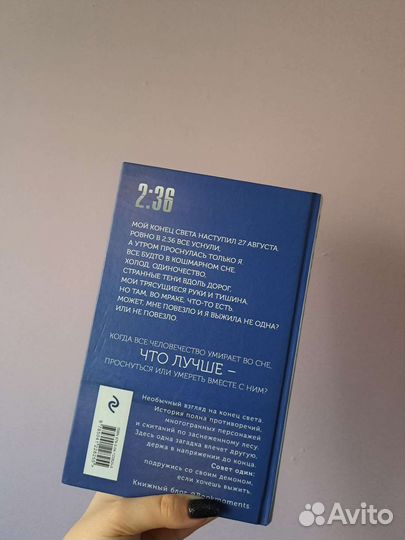 2:36
МОЙ КОНЕЦ СВЕТА НАСТУПИЛ 27 АВГУСТА.
РОВНО В 2:36 ВСЕ УСНУЛИ,
А УТРОМ ПРОСНУЛАСЬ ТОЛЬКО Я.
ВСЕ БУДТО В КОШМАРНОМ СНЕ.
ХОЛОД, ОДИНОЧЕСТВО,
СТРАННЫЕ ТЕНИ ВДОЛЬ ДОРОГ,
МОИ ТРЯСУЩИЕСЯ РУКИ И ТИШИНА.
НО ТАМ, ВО МРАКЕ, ЧТО-ТО ЕСТЬ.
МОЖЕТ, МНЕ ПОВЕЗЛО И Я ВЫЖИЛА НЕ ОДНА?
ИЛИ НЕ ПОВЕЗЛО.
КОГДА ВСЕ ЧЕЛОВЕЧЕСТВО УМИРАЕТ ВО СНЕ,
ЧТО ЛУЧШЕ –
ПРОСНУТЬСЯ ИЛИ УМЕРЕТЬ ВМЕСТЕ С НИМ?
Необычный взгляд на конец света.
История полна противоречий,
многогранных персонажей
и скитаний по заснеженному лесу.
Здесь одна загадка влечет другую,
держа в напряжении до конца.
Совет один:
подружись со своим демоном,
если хочешь выжить.
Книжный блог
Avito